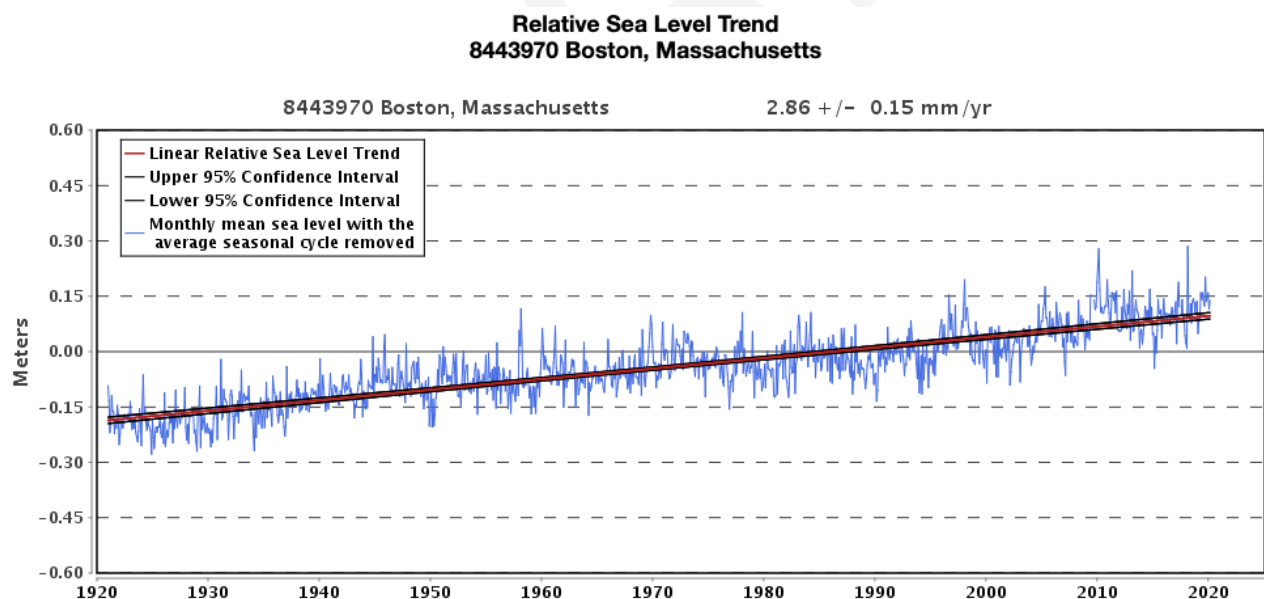 Relative Sea Level Trend
8443970 Boston, Massachusetts
8443970 Boston, Massachusetts 2.86 +/- 0.15 mm/yr
0.60
0.45
0.30
0.15
0.00
-0.15
-0.30
-0.45
-0.60
Meters
Linear Relative Sea Level Trend
Upper 95% Confidence Interval
Lower 95% Confidence Interval
Monthly mean sea level with the
average seasonal cycle removed
1920 1930 1940 1950 1960 1970 1980 1990 2000 2010 2020